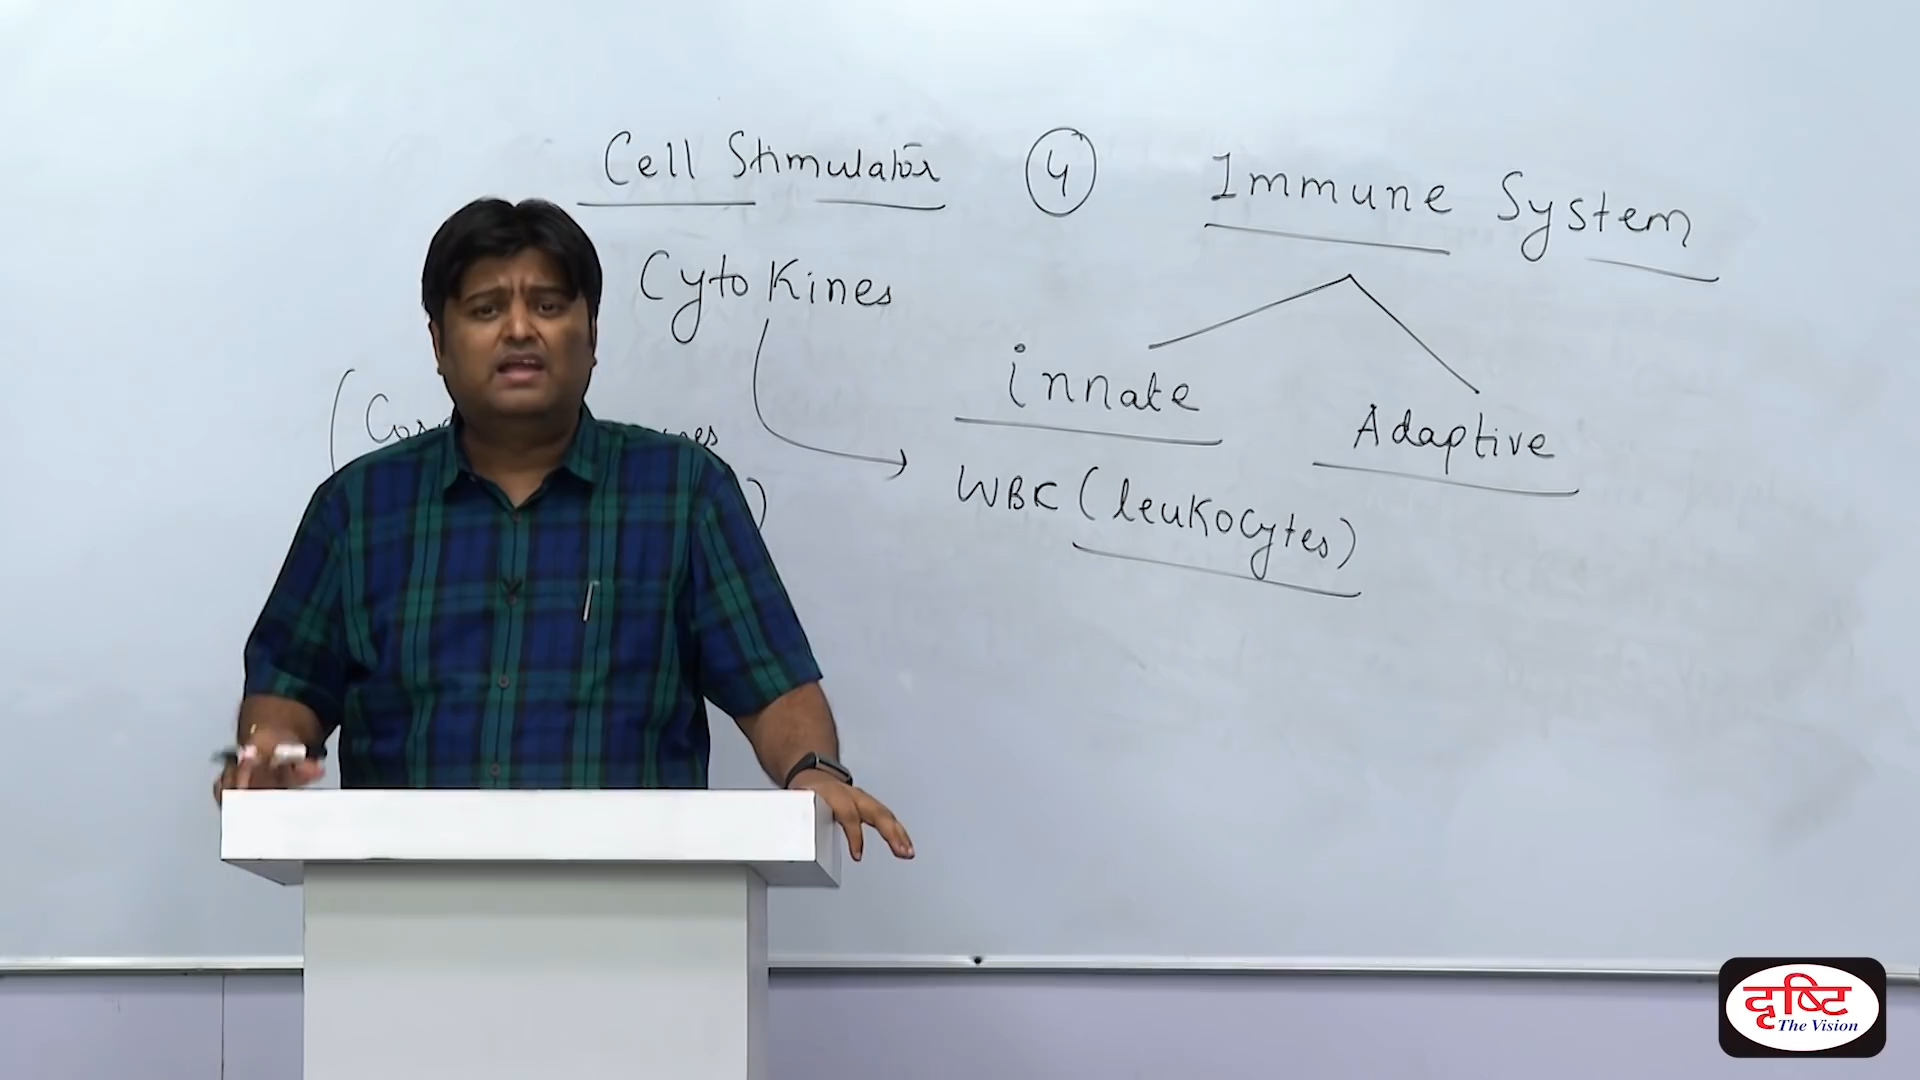 Cell Stimulator
4
Immune System
Cytokines
innate
Adaptive
WBC (leukocytes)
दृष्टि
The Vision